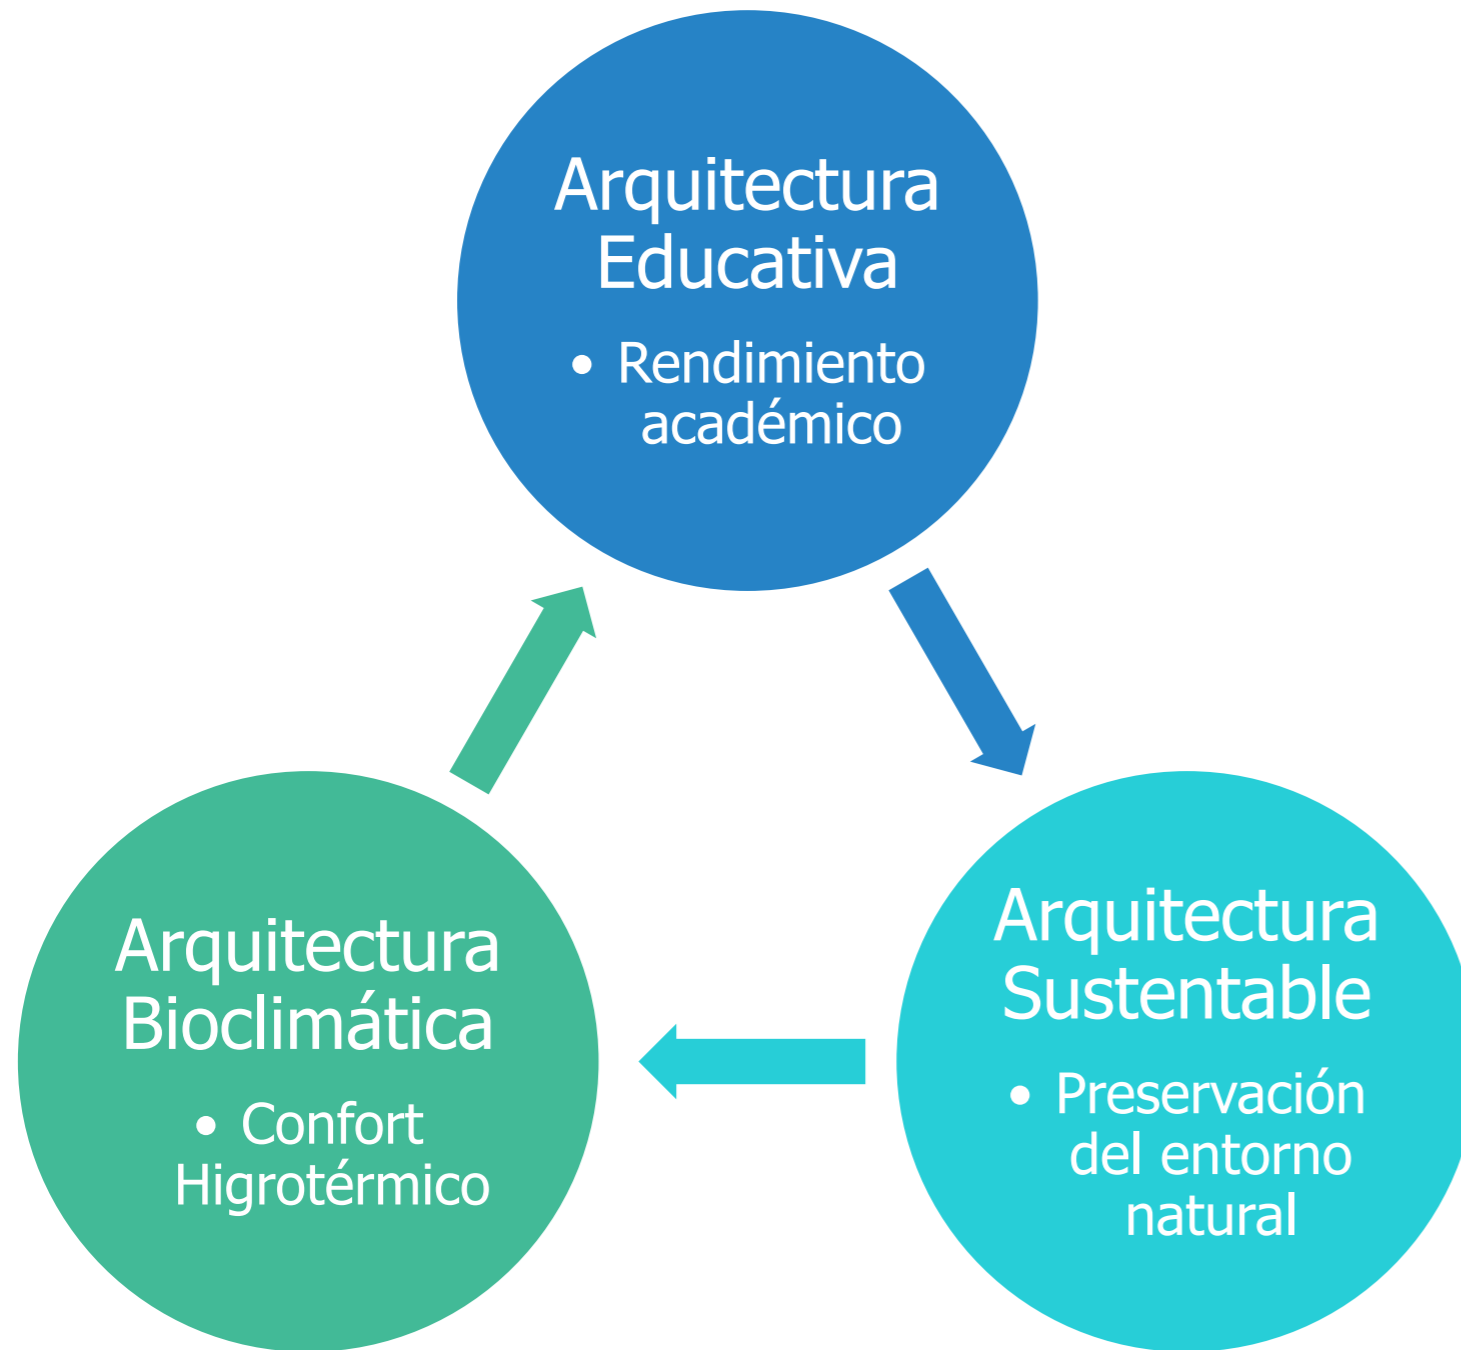 Arquitectura
Educativa
• Rendimiento
académico
Arquitectura
Sustentable
• Preservación
del entorno
natural
Arquitectura
Bioclimática
• Confort
Higrotérmico